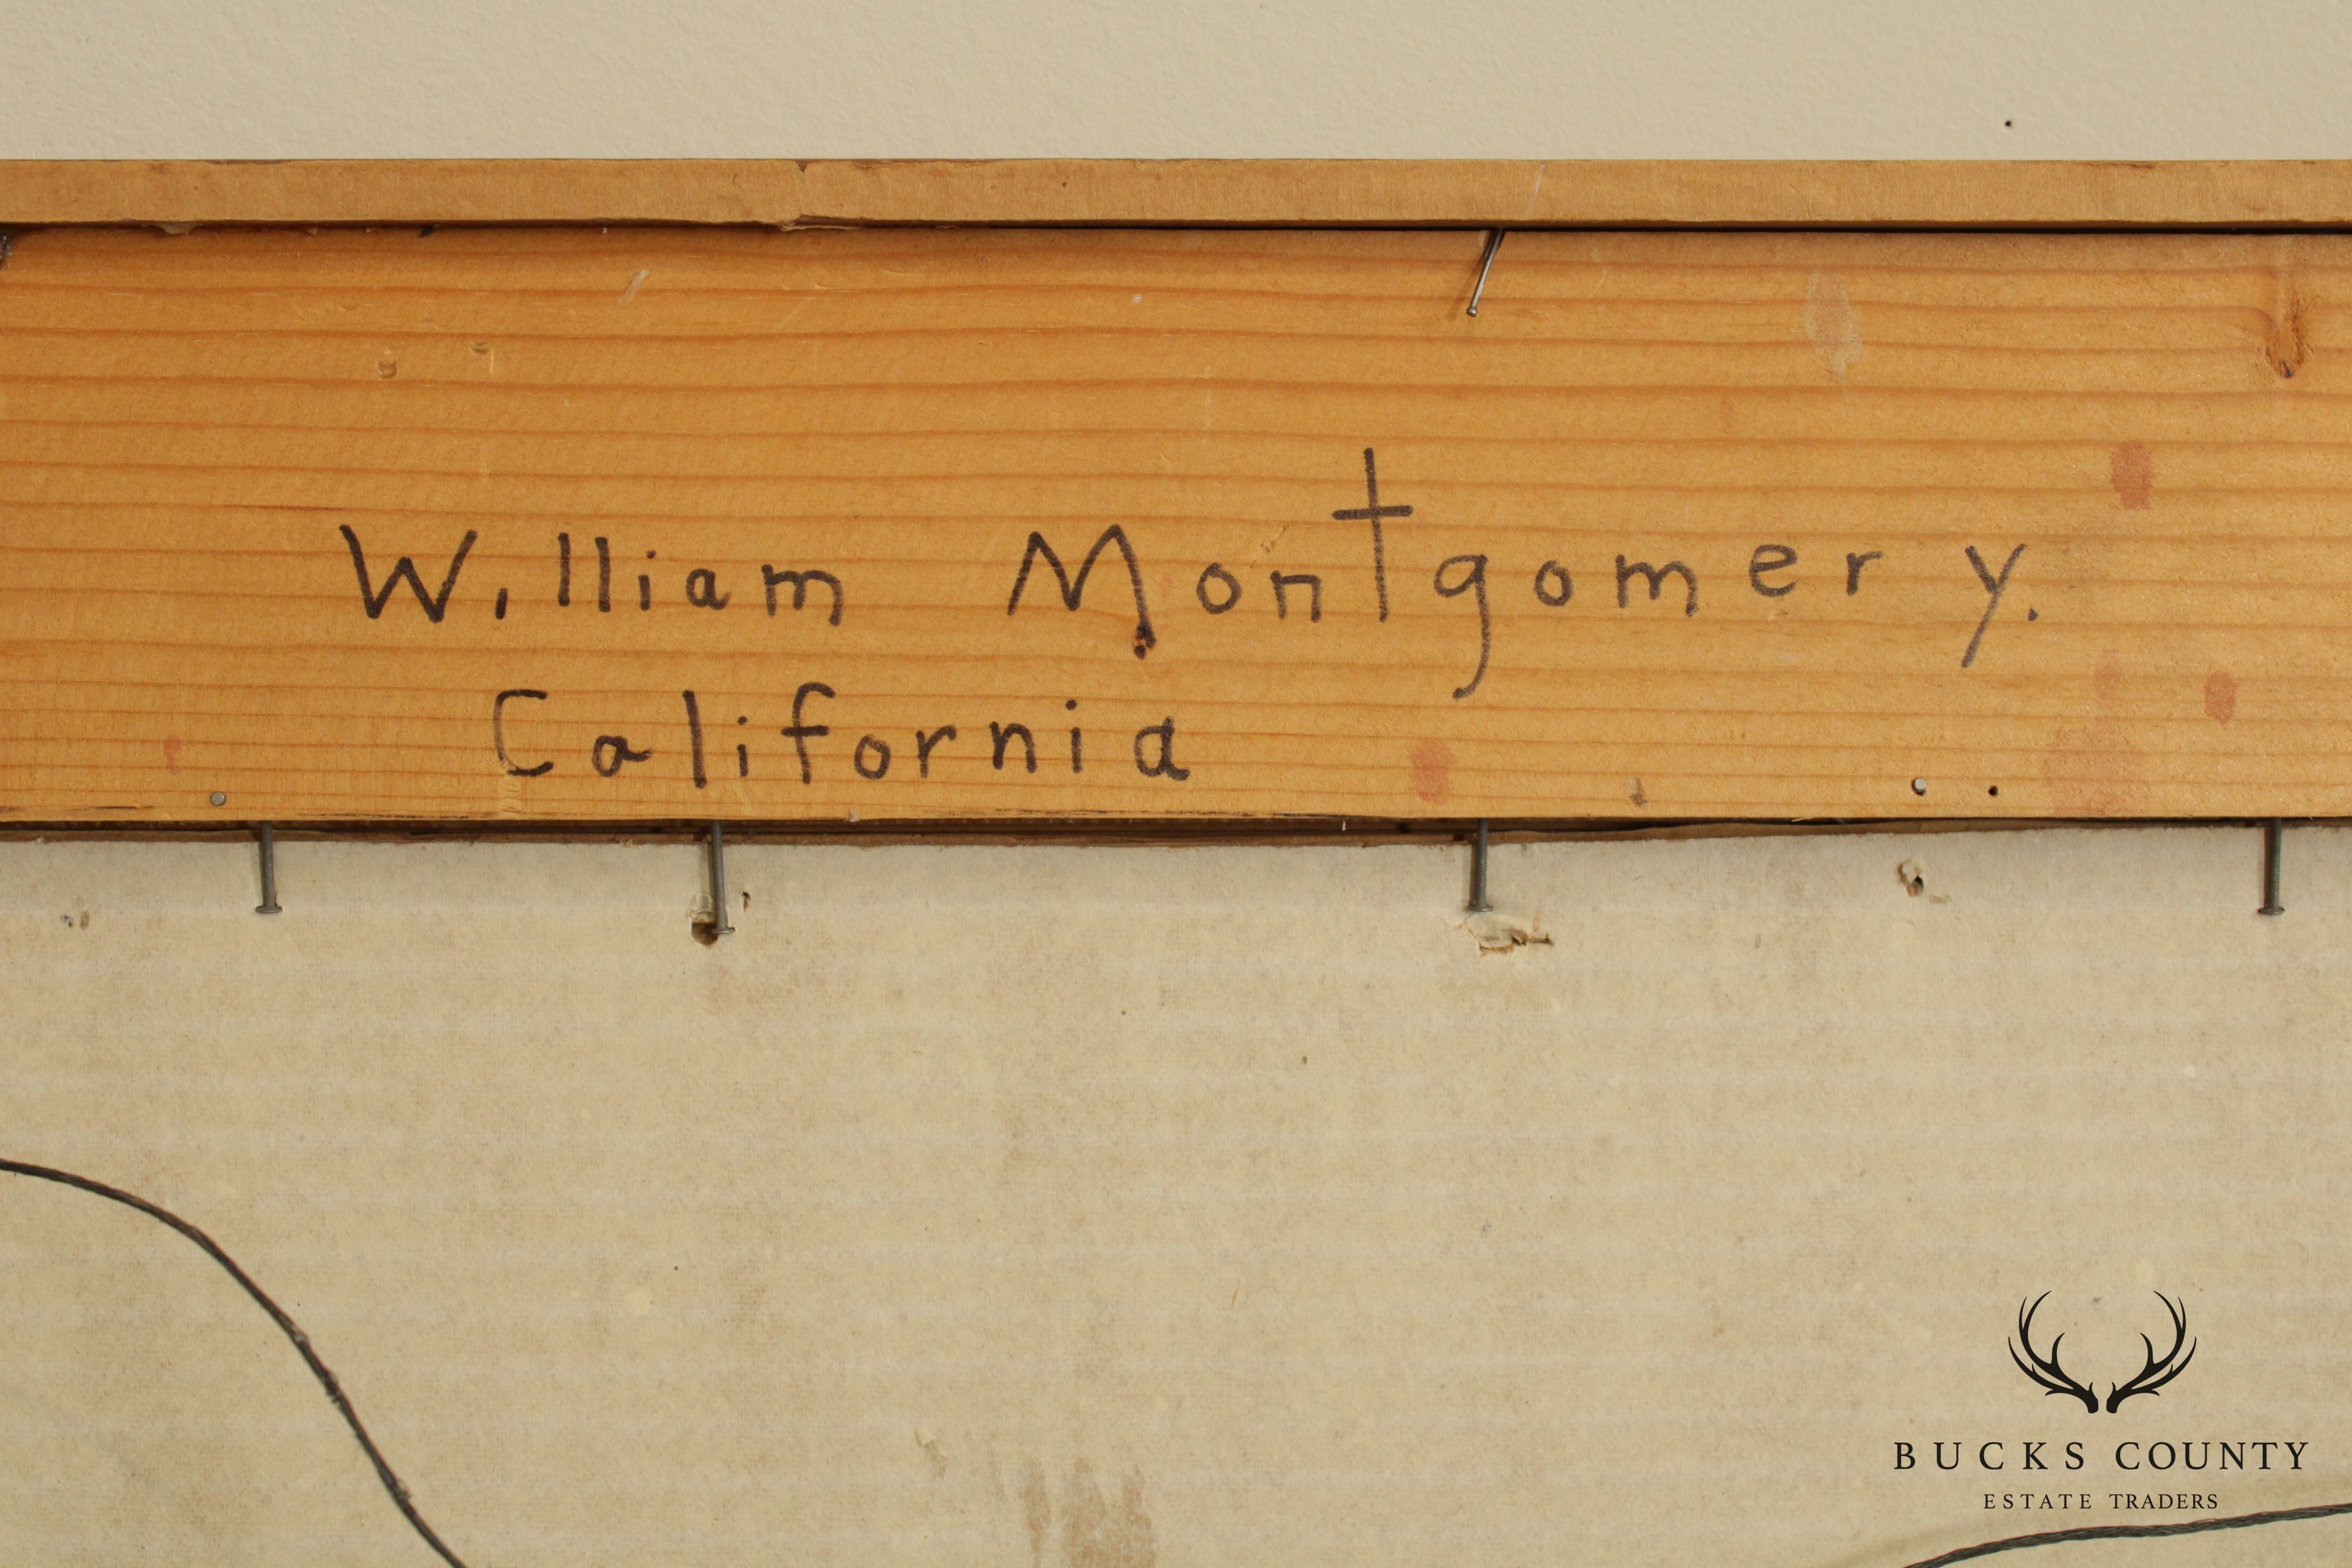 William Montgomery.
California
BUCKS COUNTY
ESTATE TRADERS